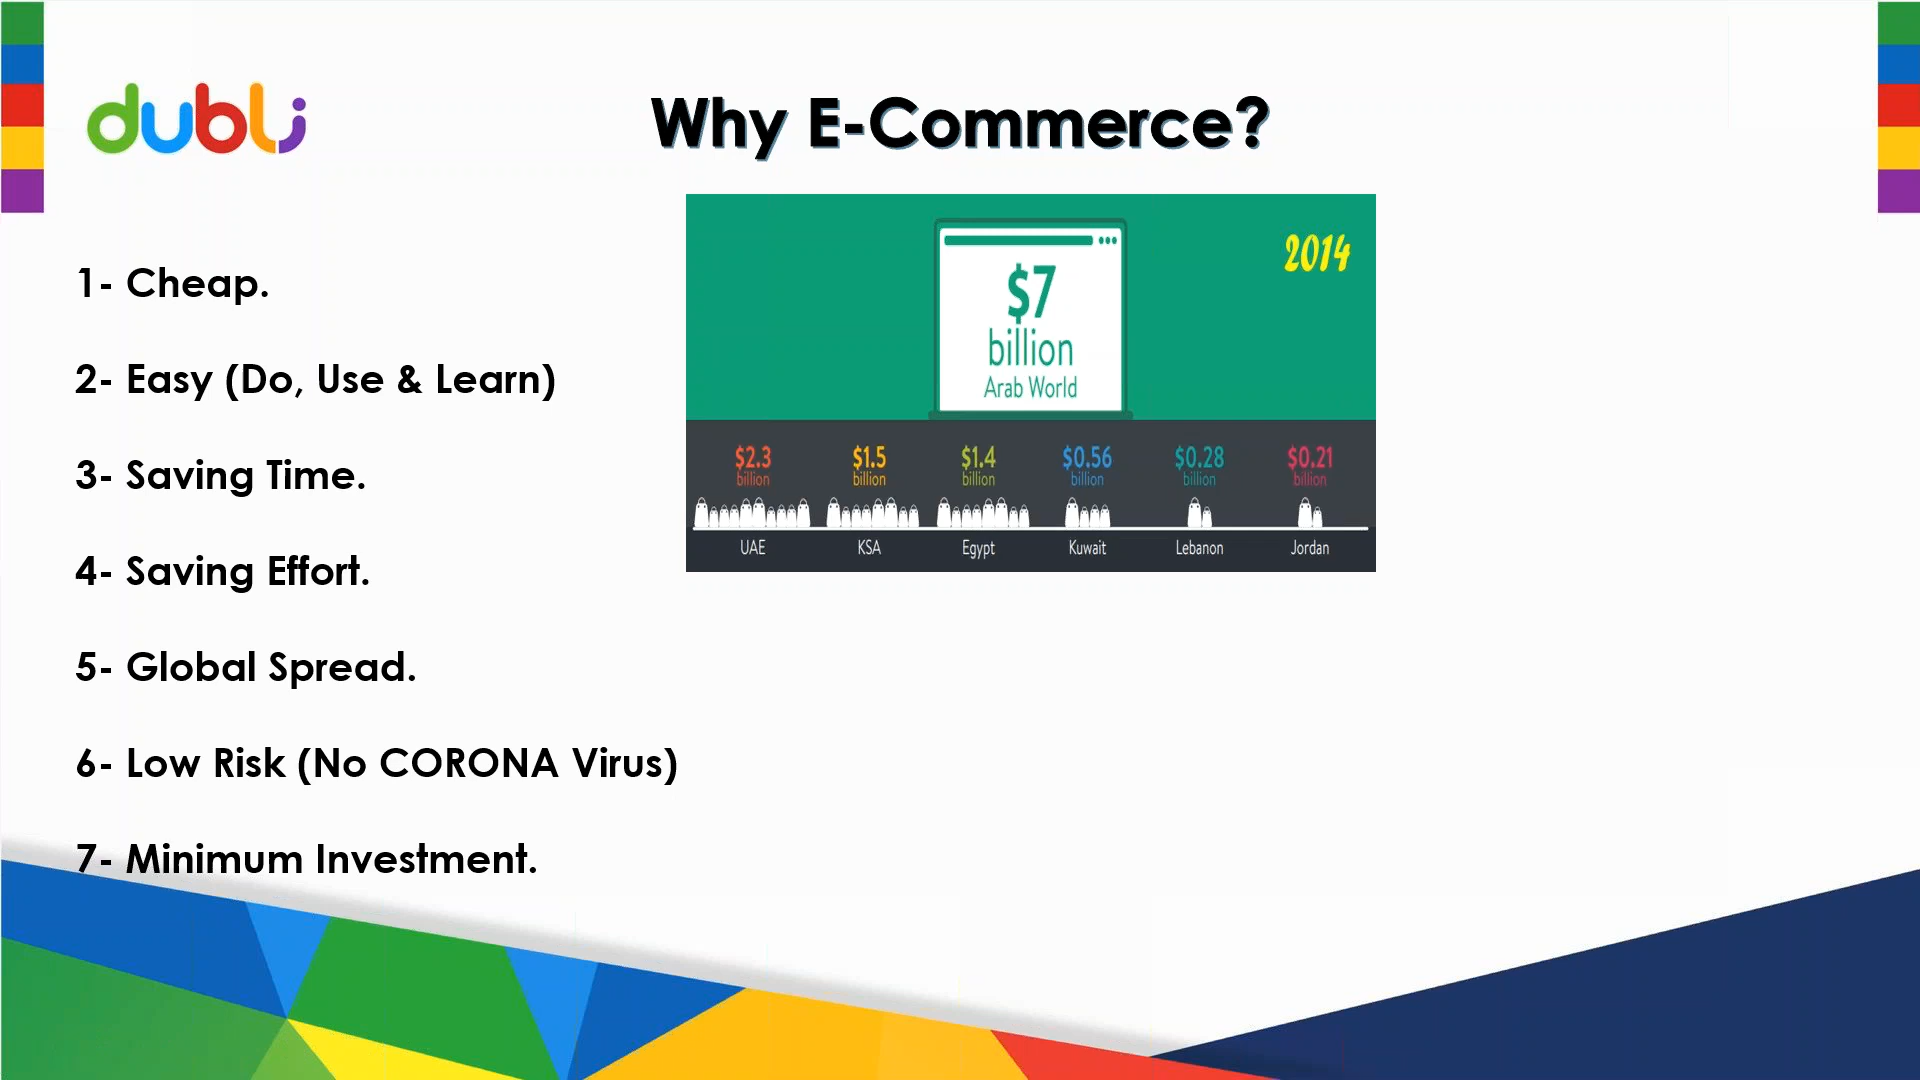 dubli
Why E-Commerce?
1- Cheap.
2- Easy (Do, Use & Learn)
3- Saving Time.
4- Saving Effort.
5- Global Spread.
6- Low Risk (No CORONA Virus)
7- Minimum Investment.
2014
$7
billion
Arab World
$2.3 $1.5 $1.4 $0.56 $0.28 $0.21
billion billion billion billion billion billion
UAE KSA Egypt Kuwait Lebanon Jordan